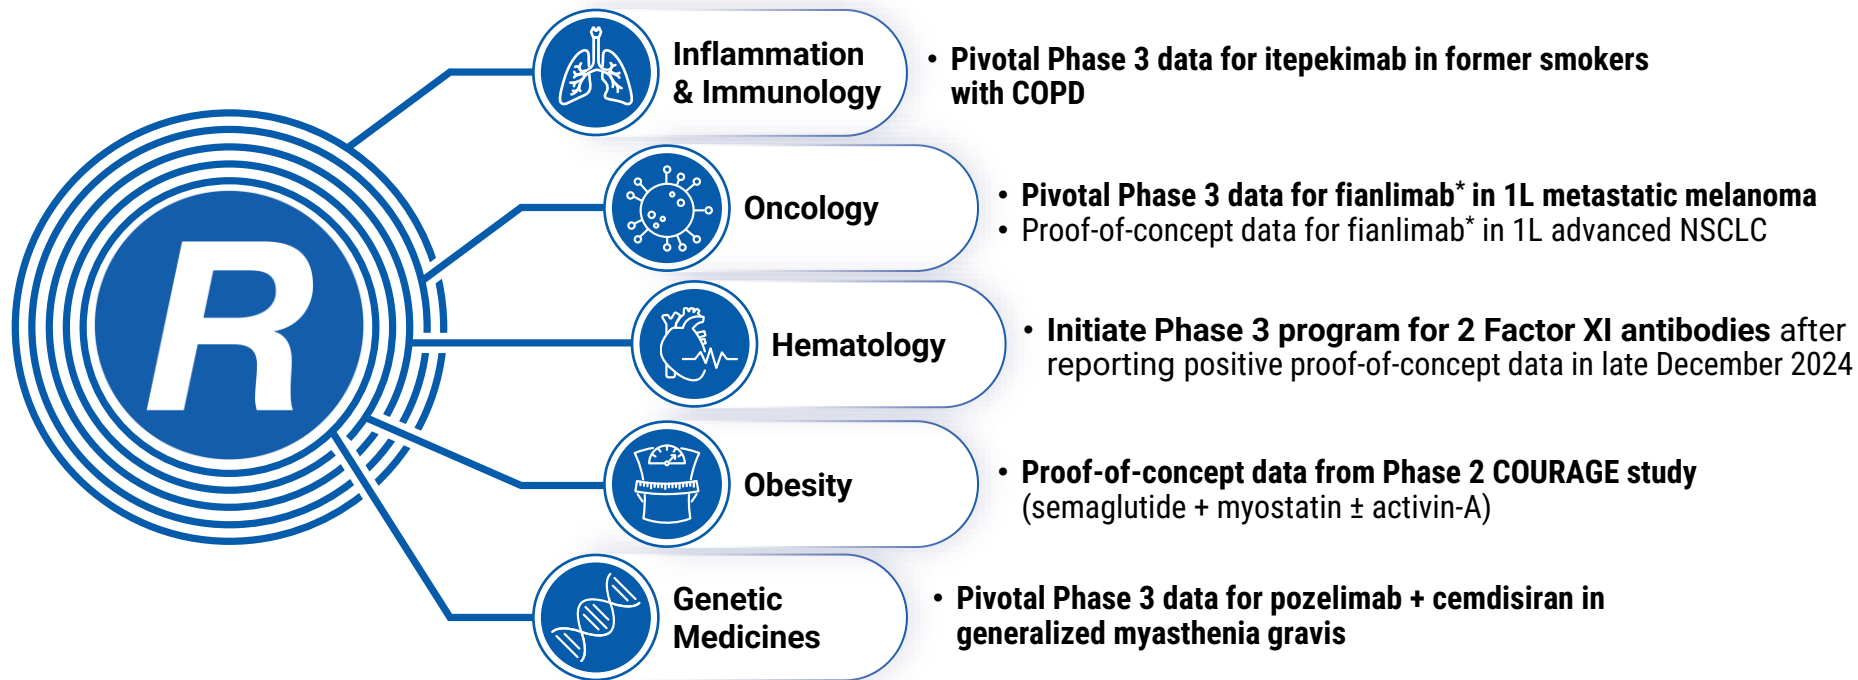 R
Inflammation
& Immunology
• Pivotal Phase 3 data for itepekimab in former smokers
with COPD
Oncology
• Pivotal Phase 3 data for fianlimab* in 1L metastatic melanoma
• Proof-of-concept data for fianlimab* in 1L advanced NSCLC
Hematology
• Initiate Phase 3 program for 2 Factor XI antibodies after
reporting positive proof-of-concept data in late December 2024
Obesity
• Proof-of-concept data from Phase 2 COURAGE study
(semaglutide + myostatin ± activin-A)
Genetic
Medicines
• Pivotal Phase 3 data for pozelimab + cemdisiran in
generalized myasthenia gravis